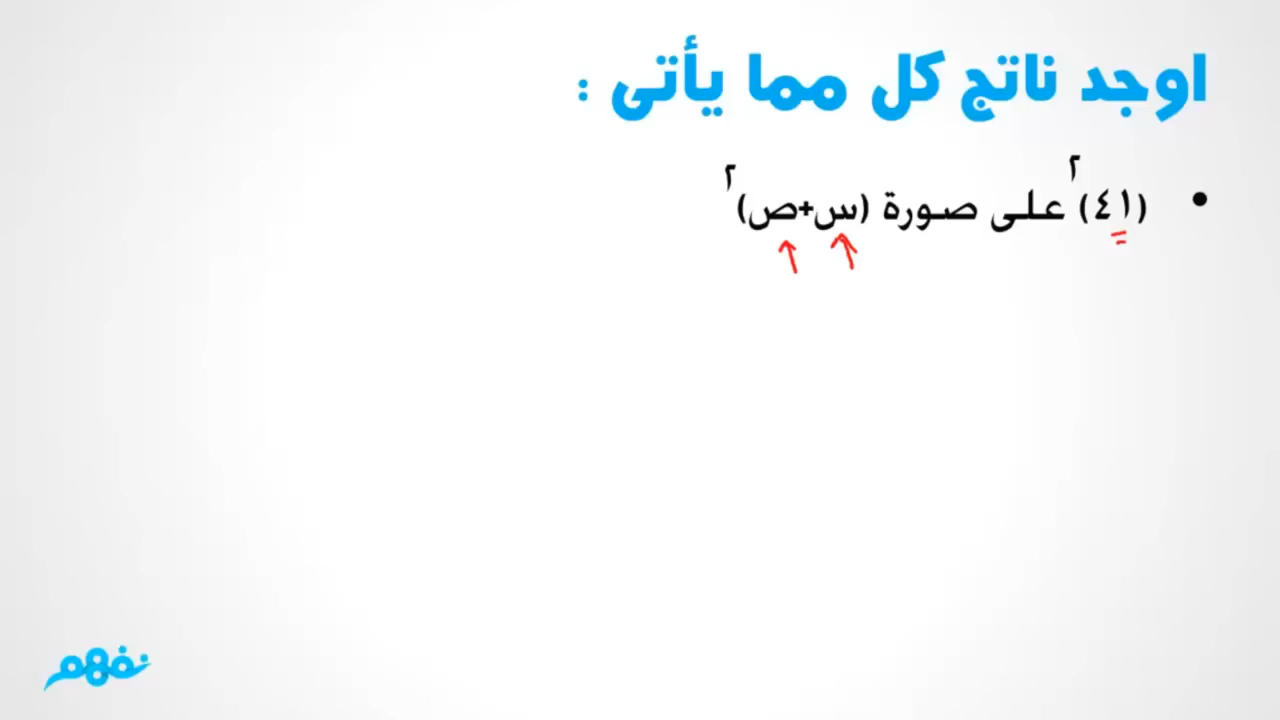 اوجد ناتج كل مما يأتى :
• (٤١)٢ على صورة (س+ص)٢
نفهم